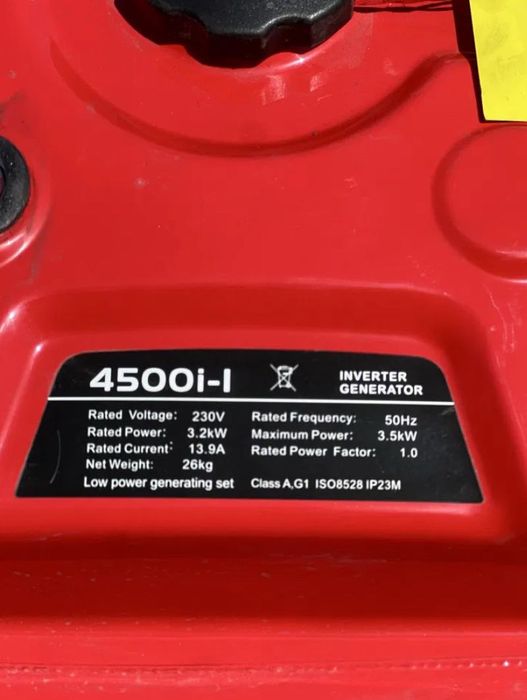 4500i-I
INVERTER
GENERATOR
Rated Voltage: 230V Rated Frequency: 50Hz
Rated Power: 3.2kW Maximum Power: 3.5kW
Rated Current: 13.9A Rated Power Factor: 1.0
Net Weight: 26kg
Low power generating set Class A,G1 ISO8528 IP23M